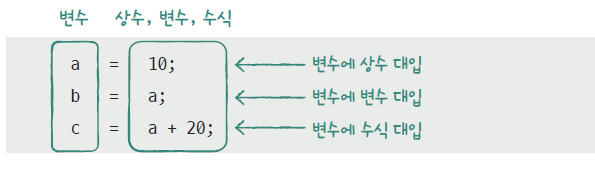 변수 상수, 변수, 수식
a = 10; 변수에 상수 대입
b = a; 변수에 변수 대입
c = a + 20; 변수에 수식 대입